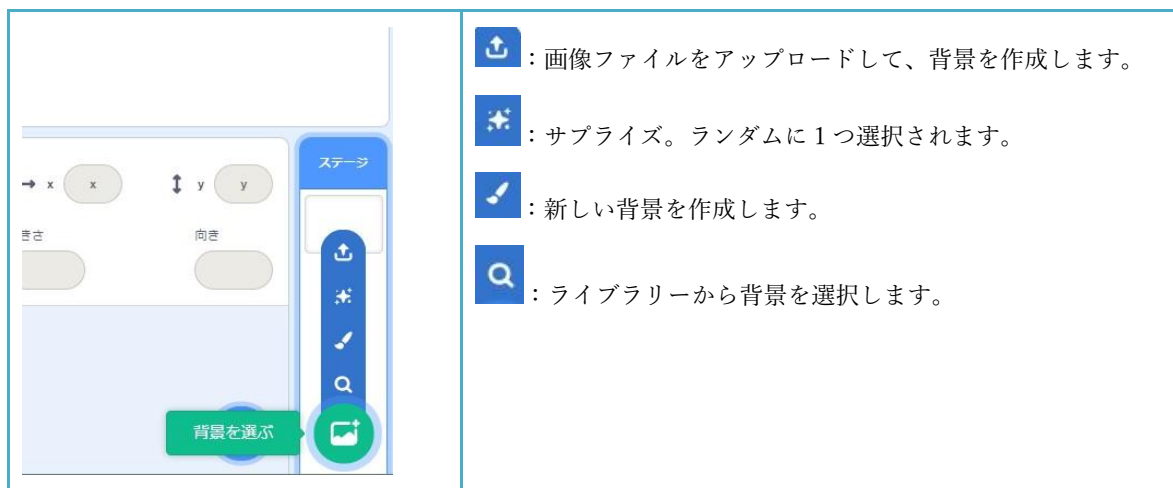 ステージ
x x y y
きさ 向き
背景を選ぶ
：画像ファイルをアップロードして、背景を作成します。
：サプライズ。ランダムに１つ選択されます。
：新しい背景を作成します。
：ライブラリーから背景を選択します。